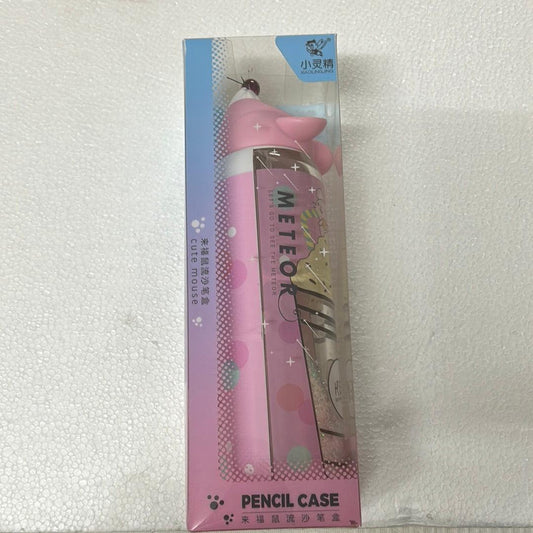 小灵精
XIAOLINGJING
METEOR
LET'S GO TO SEE THE METEOR
来福鼠流沙笔盒
cute mouse
PENCIL CASE
来福鼠流沙笔盒